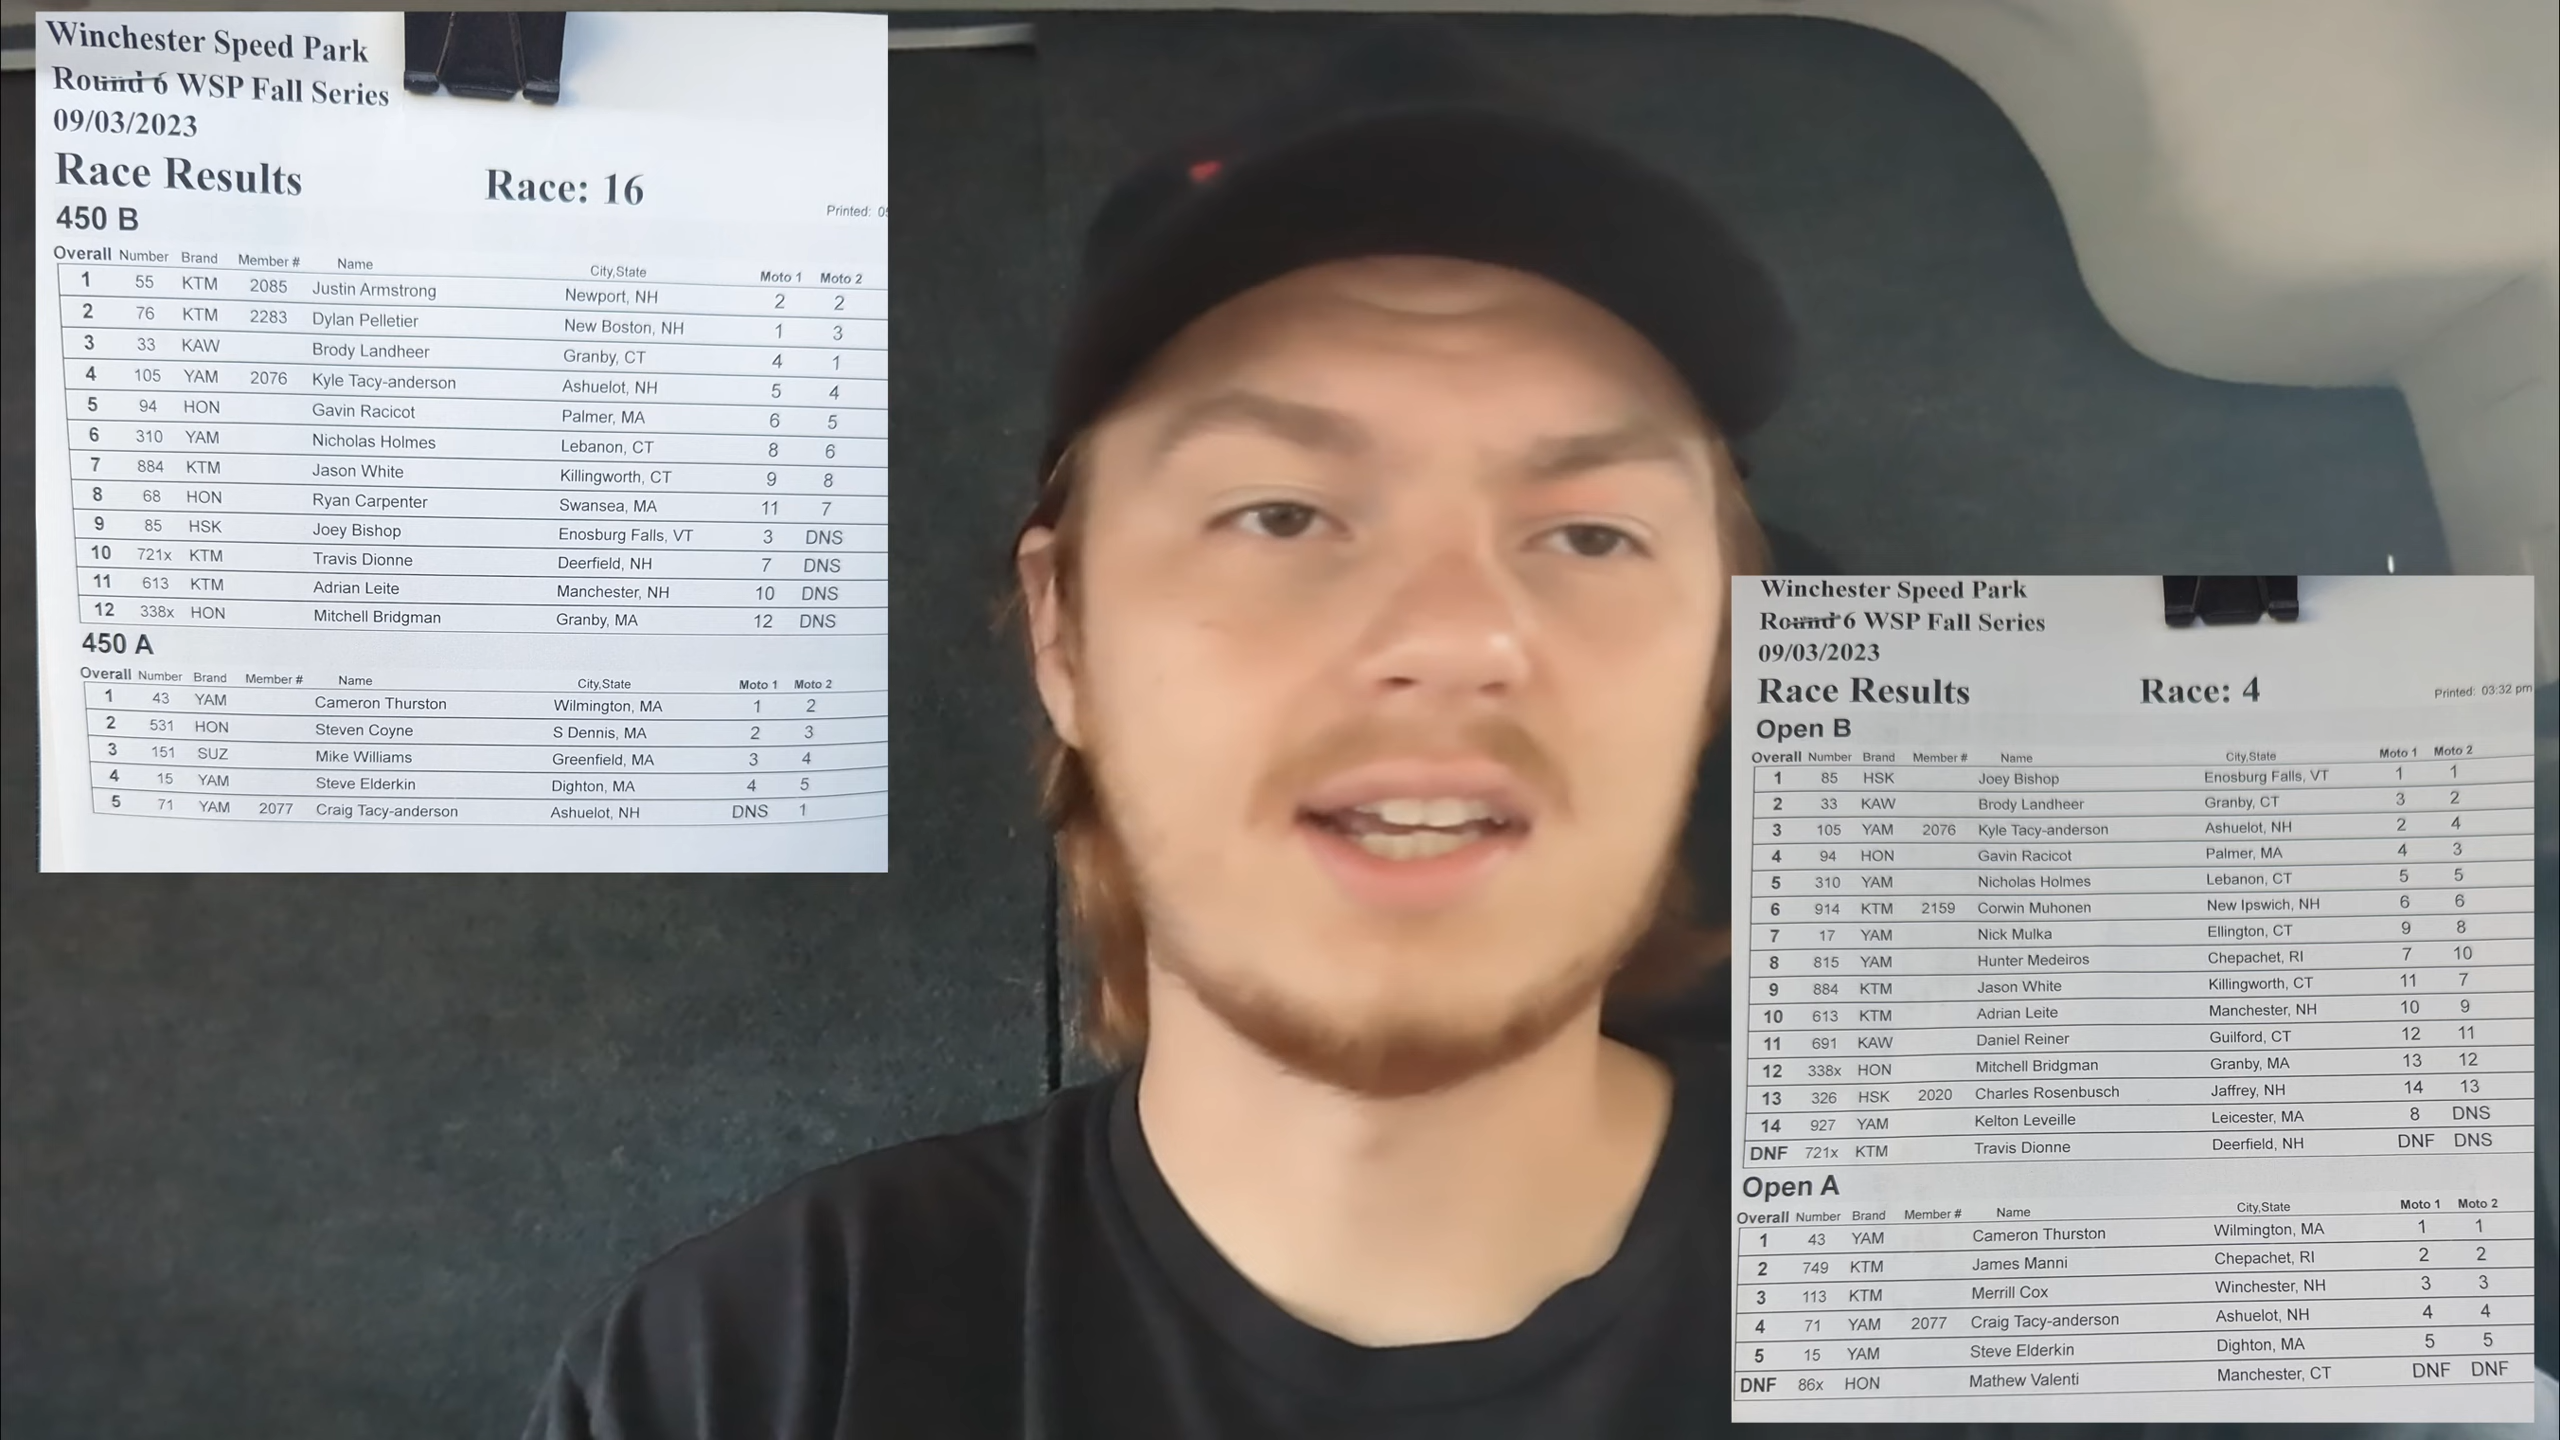 Winchester Speed Park
Round 6 WSP Fall Series
09/03/2023
Race Results Race: 16
Printed:
450 B
Overall Number Brand Member # Name City,State Moto 1 Moto 2
1 55 KTM 2085 Justin Armstrong Newport, NH 2 2
2 76 KTM 2283 Dylan Pelletier New Boston, NH 1 3
3 33 KAW Brody Landheer Granby, CT 4 1
4 105 YAM 2076 Kyle Tacy-anderson Ashuelot, NH 5 4
5 94 HON Gavin Racicot Palmer, MA 6 5
6 310 YAM Nicholas Holmes Lebanon, CT 8 6
7 884 KTM Jason White Killingworth, CT 9 8
8 68 HON Ryan Carpenter Swansea, MA 11 7
9 85 HSK Joey Bishop Enosburg Falls, VT 3 DNS
10 721x KTM Travis Dionne Deerfield, NH 7 DNS
11 613 KTM Adrian Leite Manchester, NH 10 DNS
12 338x HON Mitchell Bridgman Granby, MA 12 DNS
450 A
Overall Number Brand Member # Name City,State Moto 1 Moto 2
1 43 YAM Cameron Thurston Wilmington, MA 1 2
2 531 HON Steven Coyne S Dennis, MA 2 3
3 151 SUZ Mike Williams Greenfield, MA 3 4
4 15 YAM Steve Elderkin Dighton, MA 4 5
5 71 YAM 2077 Craig Tacy-anderson Ashuelot, NH DNS 1
Winchester Speed Park
Round 6 WSP Fall Series
09/03/2023
Race Results Race: 4 Printed: 03:32 pm
Open B
Overall Number Brand Member # Name City,State Moto 1 Moto 2
1 85 HSK Joey Bishop Enosburg Falls, VT 1 1
2 33 KAW Brody Landheer Granby, CT 3 2
3 105 YAM 2076 Kyle Tacy-anderson Ashuelot, NH 2 4
4 94 HON Gavin Racicot Palmer, MA 4 3
5 310 YAM Nicholas Holmes Lebanon, CT 5 5
6 914 KTM 2159 Corwin Muhonen New Ipswich, NH 6 6
7 17 YAM Nick Mulka Ellington, CT 9 8
8 815 YAM Hunter Medeiros Chepachet, RI 7 10
9 884 KTM Jason White Killingworth, CT 11 7
10 613 KTM Adrian Leite Manchester, NH 10 9
11 691 KAW Daniel Reiner Guilford, CT 12 11
12 338x HON Mitchell Bridgman Granby, MA 13 12
13 326 HSK 2020 Charles Rosenbusch Jaffrey, NH 14 13
14 927 YAM Kelton Leveille Leicester, MA 8 DNS
DNF 721x KTM Travis Dionne Deerfield, NH DNF DNS
Open A
Overall Number Brand Member # Name City,State Moto 1 Moto 2
1 43 YAM Cameron Thurston Wilmington, MA 1 1
2 749 KTM James Manni Chepachet, RI 2 2
3 113 KTM Merrill Cox Winchester, NH 3 3
4 71 YAM 2077 Craig Tacy-anderson Ashuelot, NH 4 4
5 15 YAM Steve Elderkin Dighton, MA 5 5
DNF 86x HON Mathew Valenti Manchester, CT DNF DNF